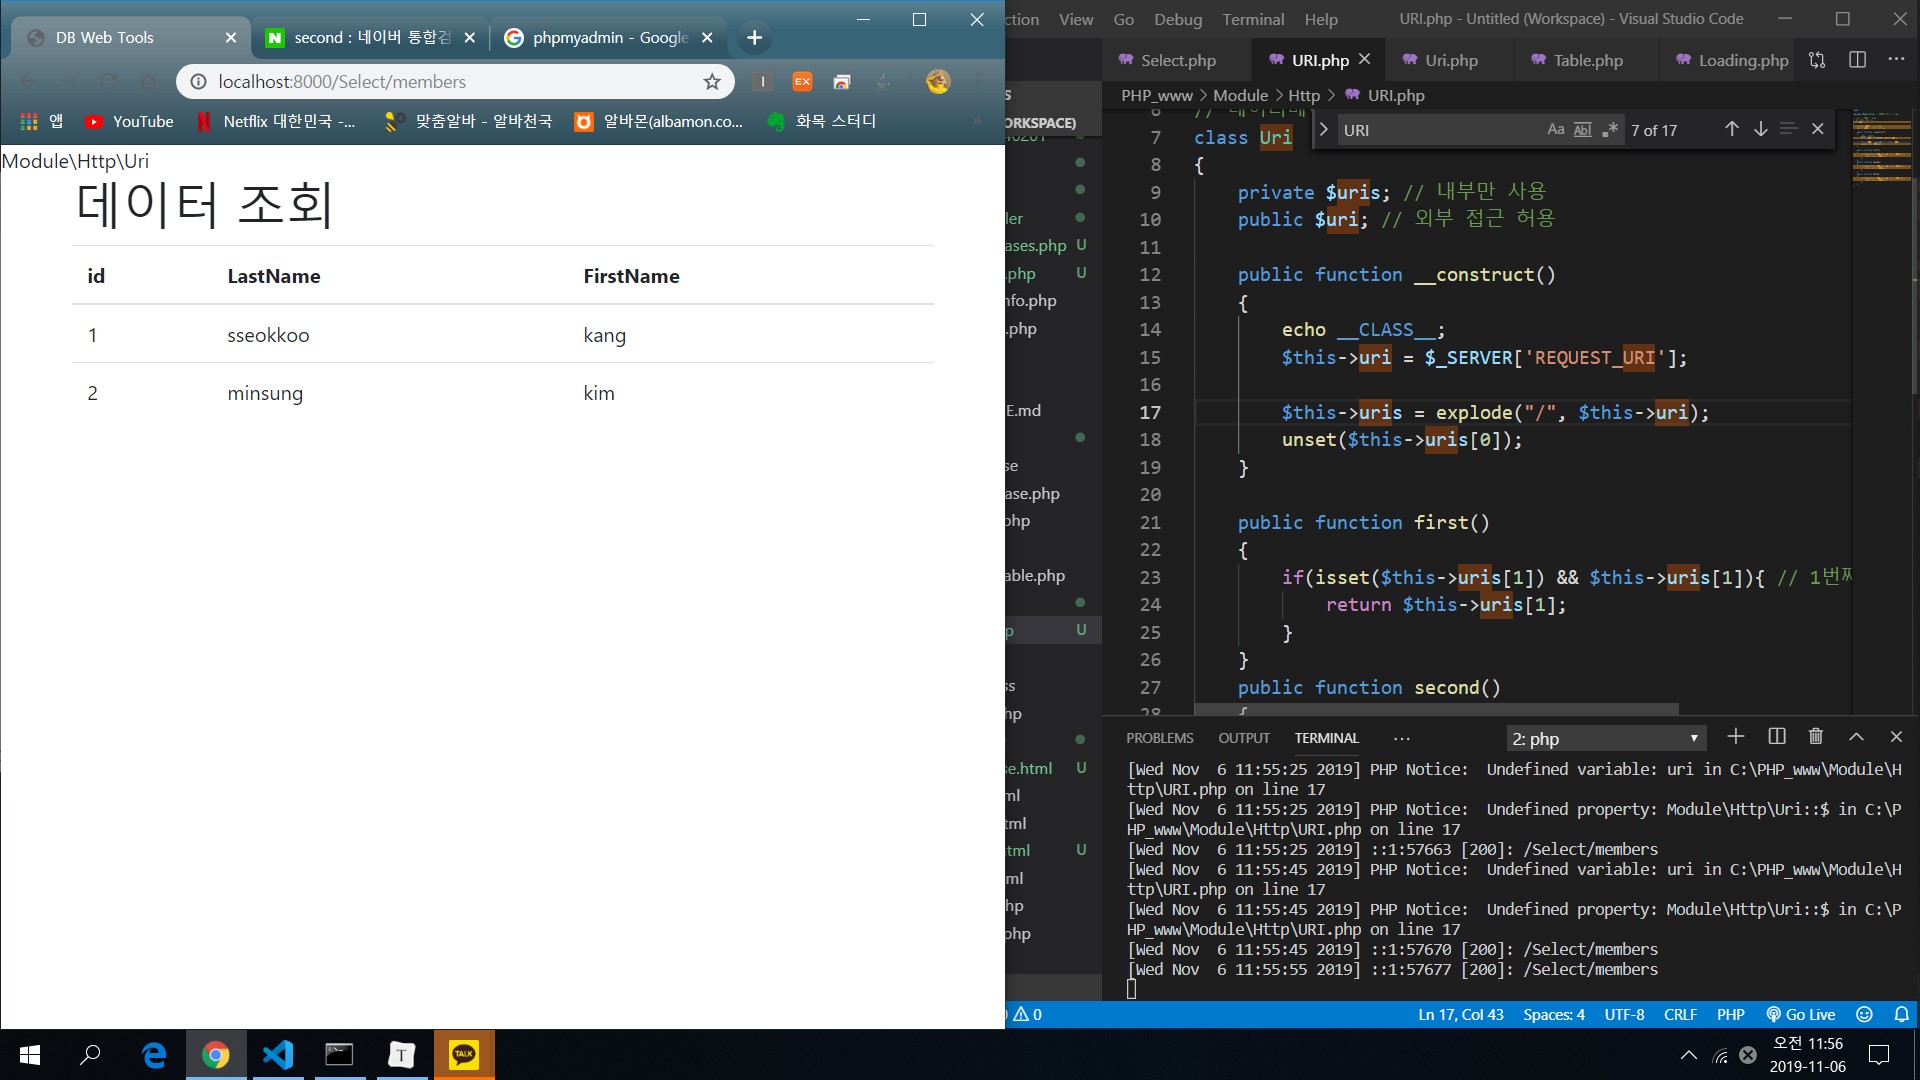 DB Web Tools
second : 네이버 통합검
phpmyadmin - Google
localhost:8000/Select/members
앱
YouTube
Netflix 대한민국 -...
맞춤알바 - 알바천국
알바몬(albamon.co...
화목 스터디
Module\Http\Uri
데이터 조회
id LastName FirstName
1 sseokkoo kang
2 minsung kim
ction View Go Debug Terminal Help
URI.php - Untitled (Workspace) - Visual Studio Code
Select.php URI.php Uri.php Table.php Loading.php
S
PHP_www > Module > Http > URI.php
ORKSPACE)
URI
Aa Abl .* 7 of 17
ler
ases.php U
.php U
nfo.php
.php
E.md
se
ase.php
php
able.php
p U
ss
hp
se.html U
ml
tml
tml U
ml
hp
php
7 class Uri
8 {
9 private $uris; // 내부만 사용
10 public $uri; // 외부 접근 허용
11
12 public function __construct()
13 {
14 echo __CLASS__;
15 $this->uri = $_SERVER['REQUEST_URI'];
16
17 $this->uris = explode("/", $this->uri);
18 unset($this->uris[0]);
19 }
20
21 public function first()
22 {
23 if(isset($this->uris[1]) && $this->uris[1]){ // 1번째
24 return $this->uris[1];
25 }
26 }
27 public function second()
28 {
PROBLEMS OUTPUT TERMINAL ... 2: php
[Wed Nov  6 11:55:25 2019] PHP Notice:  Undefined variable: uri in C:\PHP_www\Module\H
ttp\URI.php on line 17
[Wed Nov  6 11:55:25 2019] PHP Notice:  Undefined property: Module\Http\Uri::$ in C:\P
HP_www\Module\Http\URI.php on line 17
[Wed Nov  6 11:55:25 2019] ::1:57663 [200]: /Select/members
[Wed Nov  6 11:55:45 2019] PHP Notice:  Undefined variable: uri in C:\PHP_www\Module\H
ttp\URI.php on line 17
[Wed Nov  6 11:55:45 2019] PHP Notice:  Undefined property: Module\Http\Uri::$ in C:\P
HP_www\Module\Http\URI.php on line 17
[Wed Nov  6 11:55:45 2019] ::1:57670 [200]: /Select/members
[Wed Nov  6 11:55:55 2019] ::1:57677 [200]: /Select/members
0 Ln 17, Col 43 Spaces: 4 UTF-8 CRLF PHP Go Live
T
TALK
오전 11:56
2019-11-06